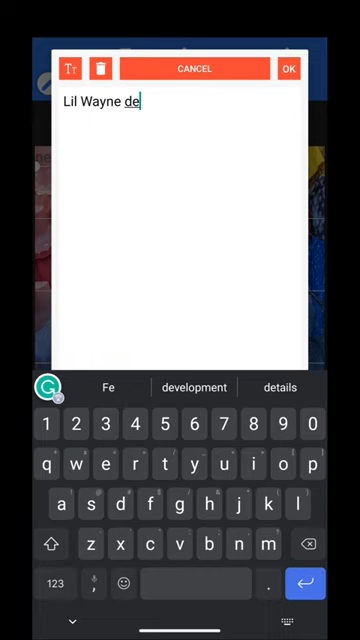 TT CANCEL OK
Lil Wayne de
Fe development details
1 2 3 4 5 6 7 8 9 0
q w e r t y u i o p
a s d f g h j k l
z x c v b n m
123 , .